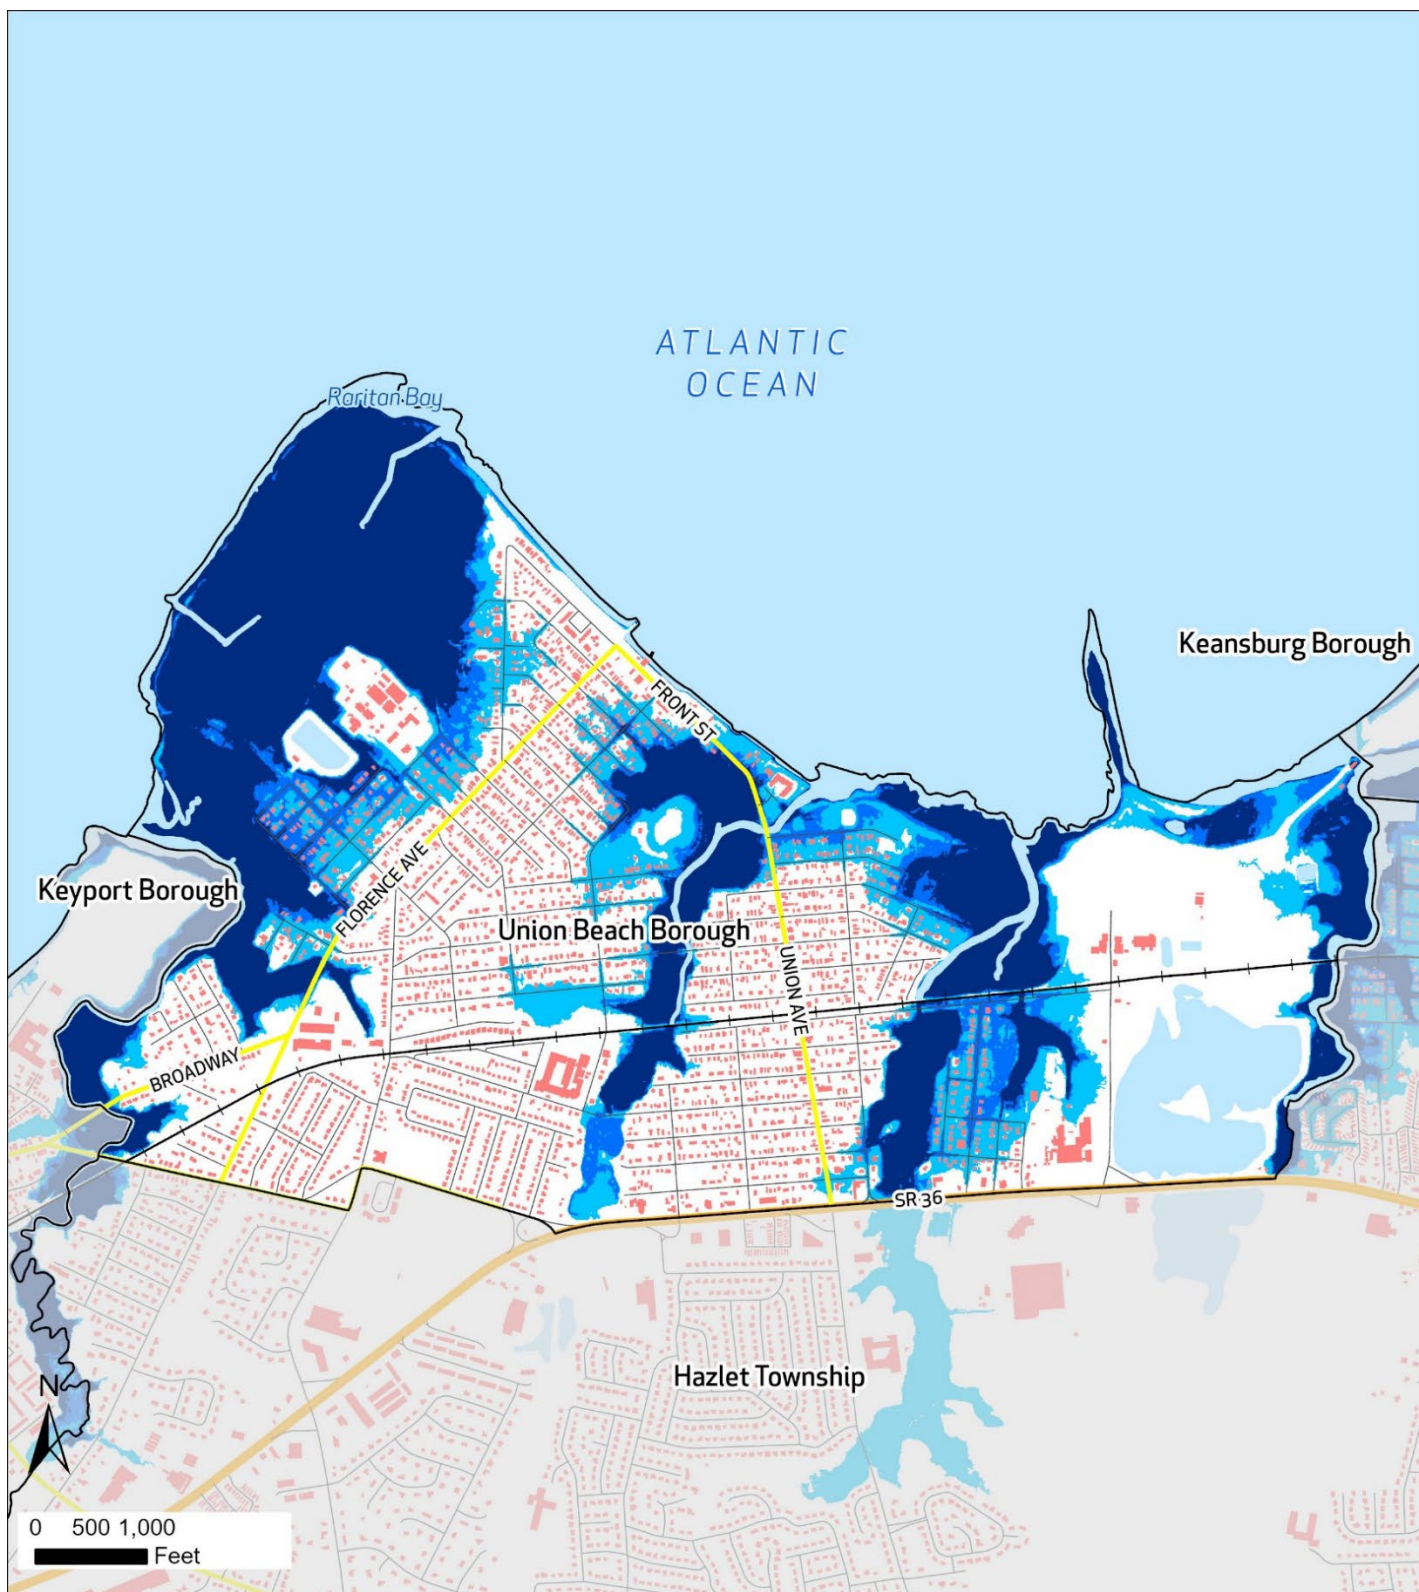 ATLANTIC
OCEAN
Raritan Bay
Keansburg Borough
FRONT ST
FLORENCE AVE
Keyport Borough
Union Beach Borough
UNION AVE
BROADWAY
SR 36
Hazlet Township
N
0 500 1,000
Feet